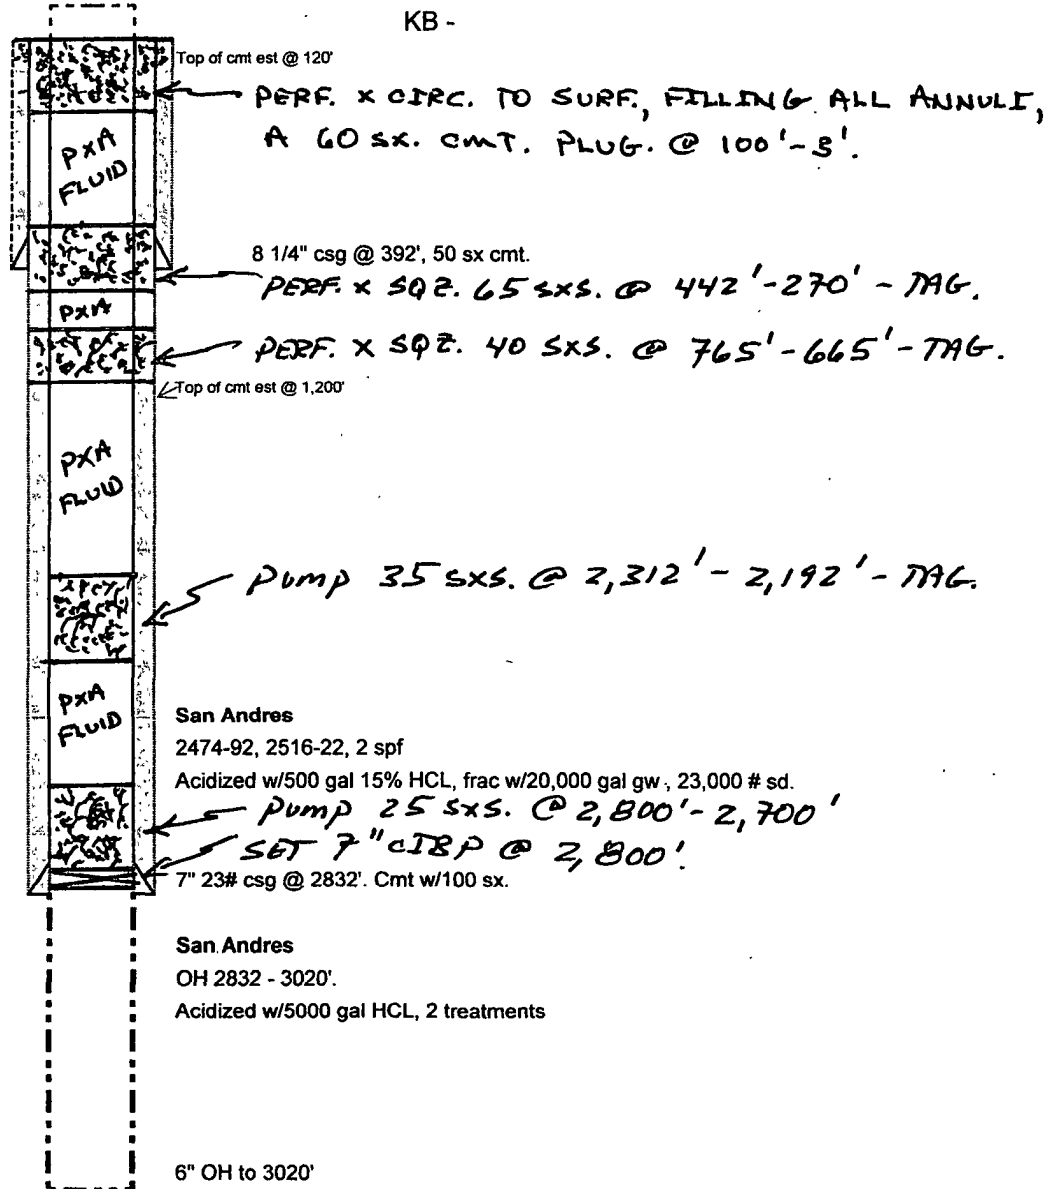 KB -
Top of cmt est @ 120'
PERF. X CIRC. TO SURF., FILLING ALL ANNULI,
A 60 SX. CMT. PLUG. @ 100'-3'.
PXA
FLUID
8 1/4" csg @ 392', 50 sx cmt.
PERF. X SQZ. 65 SXS. @ 442'-270' - TAG.
PXA
PERF. X SQZ. 40 SXS. @ 765'-665' - TAG.
Top of cmt est @ 1,200'
PXA
FLUID
PUMP 35 SXS. @ 2,312' - 2,192' - TAG.
PXA
FLUID
San Andres
2474-92, 2516-22, 2 spf
Acidized w/500 gal 15% HCL, frac w/20,000 gal gw, 23,000 # sd.
PUMP 25 SXS. @ 2,800'-2,700'
SET 7" CIBP @ 2,800'.
7" 23# csg @ 2832'. Cmt w/100 sx.
San Andres
OH 2832 - 3020'.
Acidized w/5000 gal HCL, 2 treatments
6" OH to 3020'